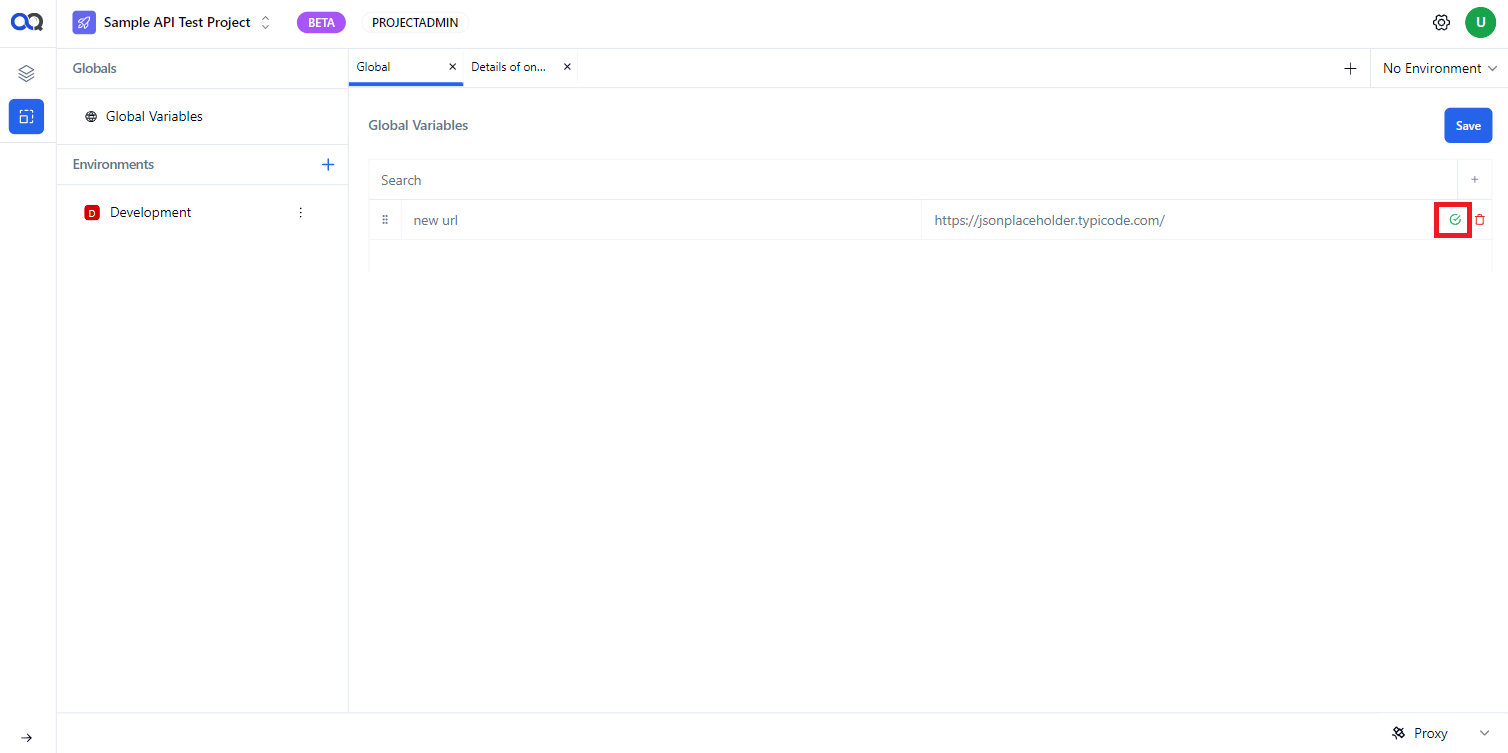 Sample API Test Project
BETA
PROJECTADMIN
U
Globals
Global
Details of on...
No Environment
Global Variables
Global Variables
Save
Environments
Search
D
Development
new url
https://jsonplaceholder.typicode.com/
Proxy